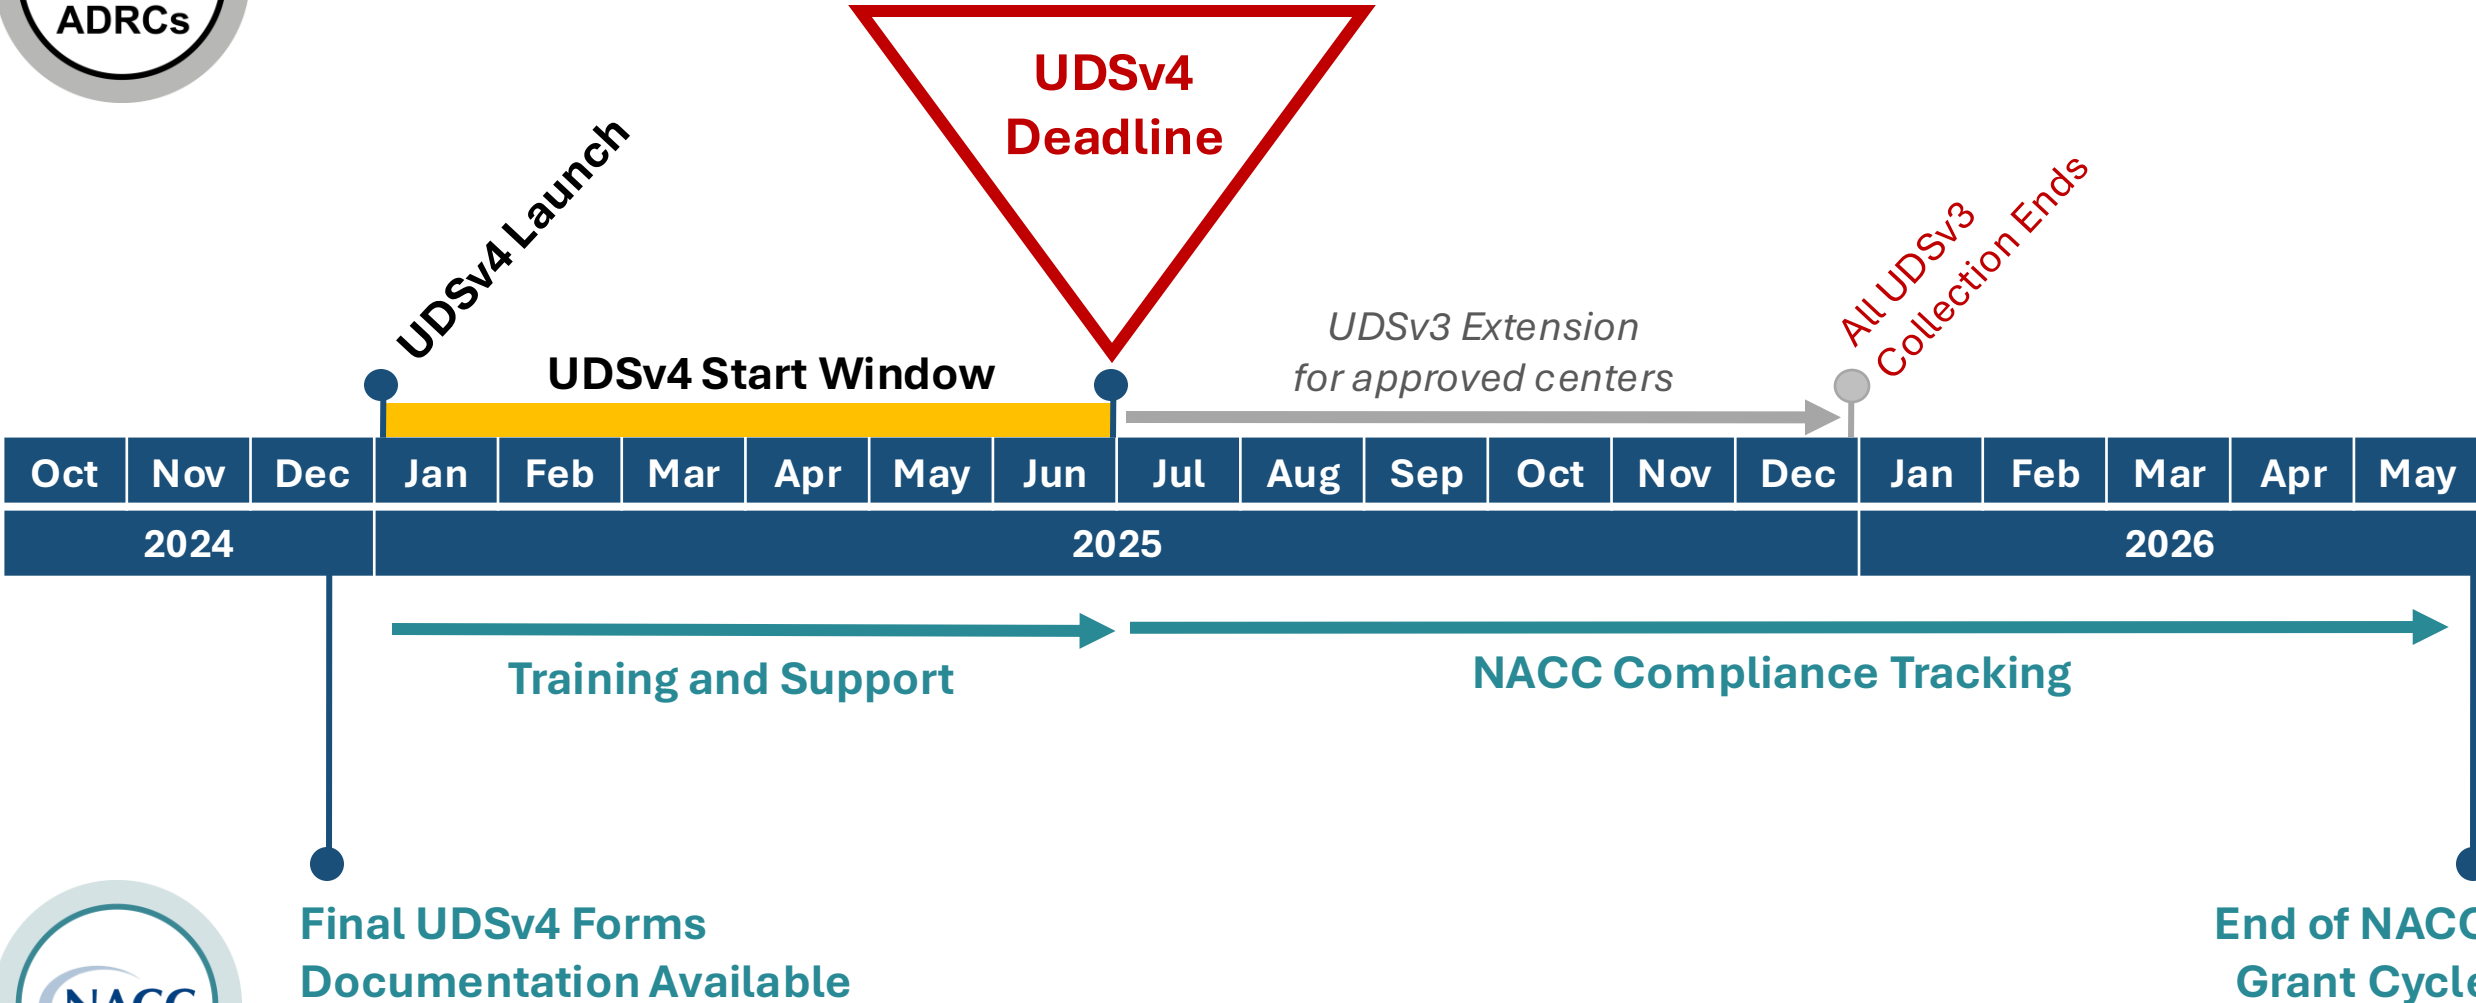 ADRCs
UDSv4
Deadline
UDSv4 Launch
All UDSv3
Collection Ends
UDSv3 Extension
for approved centers
UDSv4 Start Window
Oct Nov Dec Jan Feb Mar Apr May Jun Jul Aug Sep Oct Nov Dec Jan Feb Mar Apr May
2024 2025 2026
Training and Support
NACC Compliance Tracking
Final UDSv4 Forms
Documentation Available
End of NACC
Grant Cycle
NACC